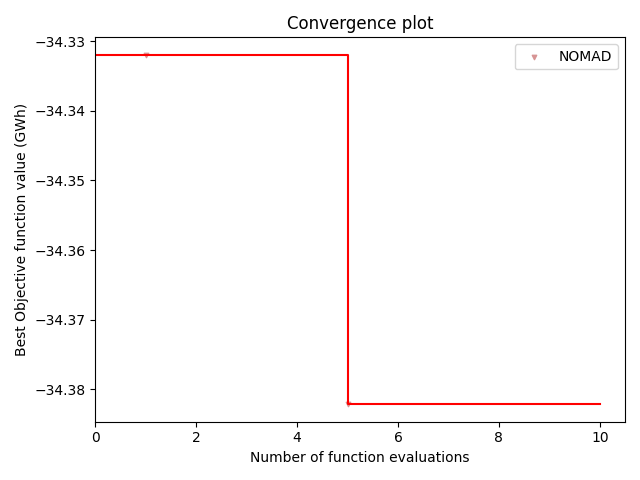 Convergence plot
NOMAD
Best Objective function value (GWh)
−34.33
−34.34
−34.35
−34.36
−34.37
−34.38
0 2 4 6 8 10
Number of function evaluations